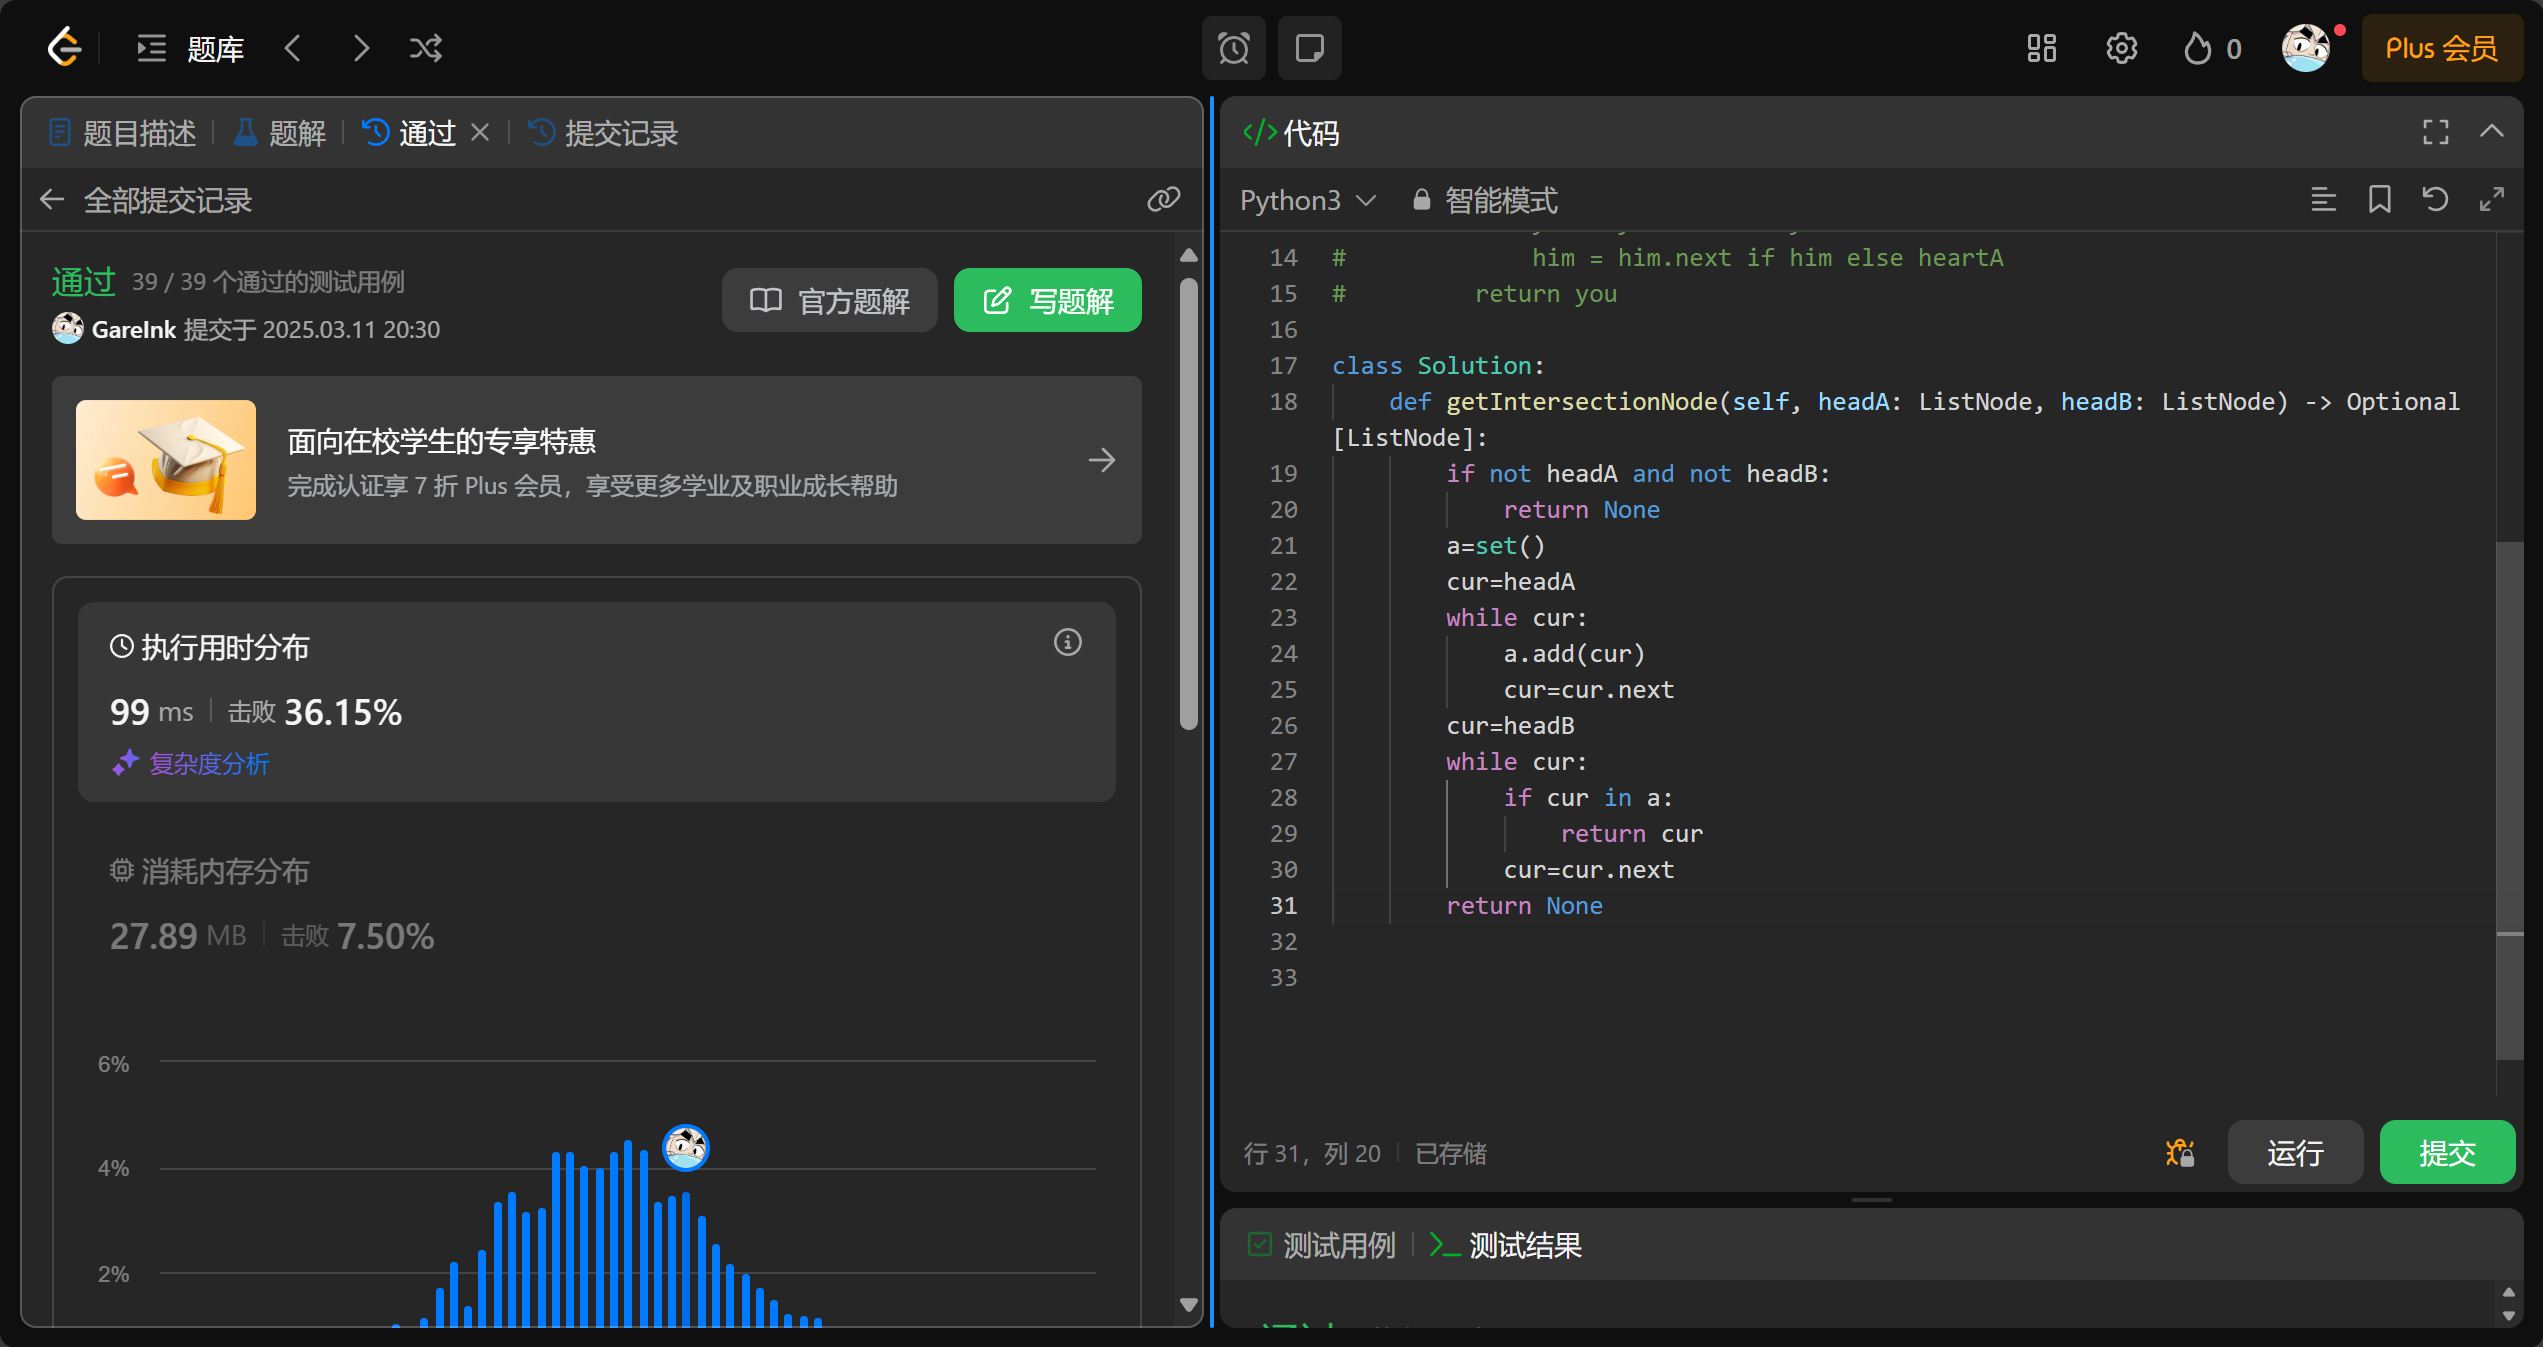 题库
0
Plus 会员
题目描述
题解
通过
提交记录
全部提交记录
通过 39 / 39 个通过的测试用例
GareInk 提交于 2025.03.11 20:30
官方题解
写题解
面向在校学生的专享特惠
完成认证享 7 折 Plus 会员，享受更多学业及职业成长帮助
执行用时分布
99 ms 击败 36.15%
复杂度分析
消耗内存分布
27.89 MB 击败 7.50%
6%
4%
2%
</> 代码
Python3
智能模式
14 # him = him.next if him else heartA
15 # return you
16
17 class Solution:
18 def getIntersectionNode(self, headA: ListNode, headB: ListNode) -> Optional
[ListNode]:
19 if not headA and not headB:
20 return None
21 a=set()
22 cur=headA
23 while cur:
24 a.add(cur)
25 cur=cur.next
26 cur=headB
27 while cur:
28 if cur in a:
29 return cur
30 cur=cur.next
31 return None
32
33
行 31，列 20
已存储
运行
提交
测试用例
测试结果